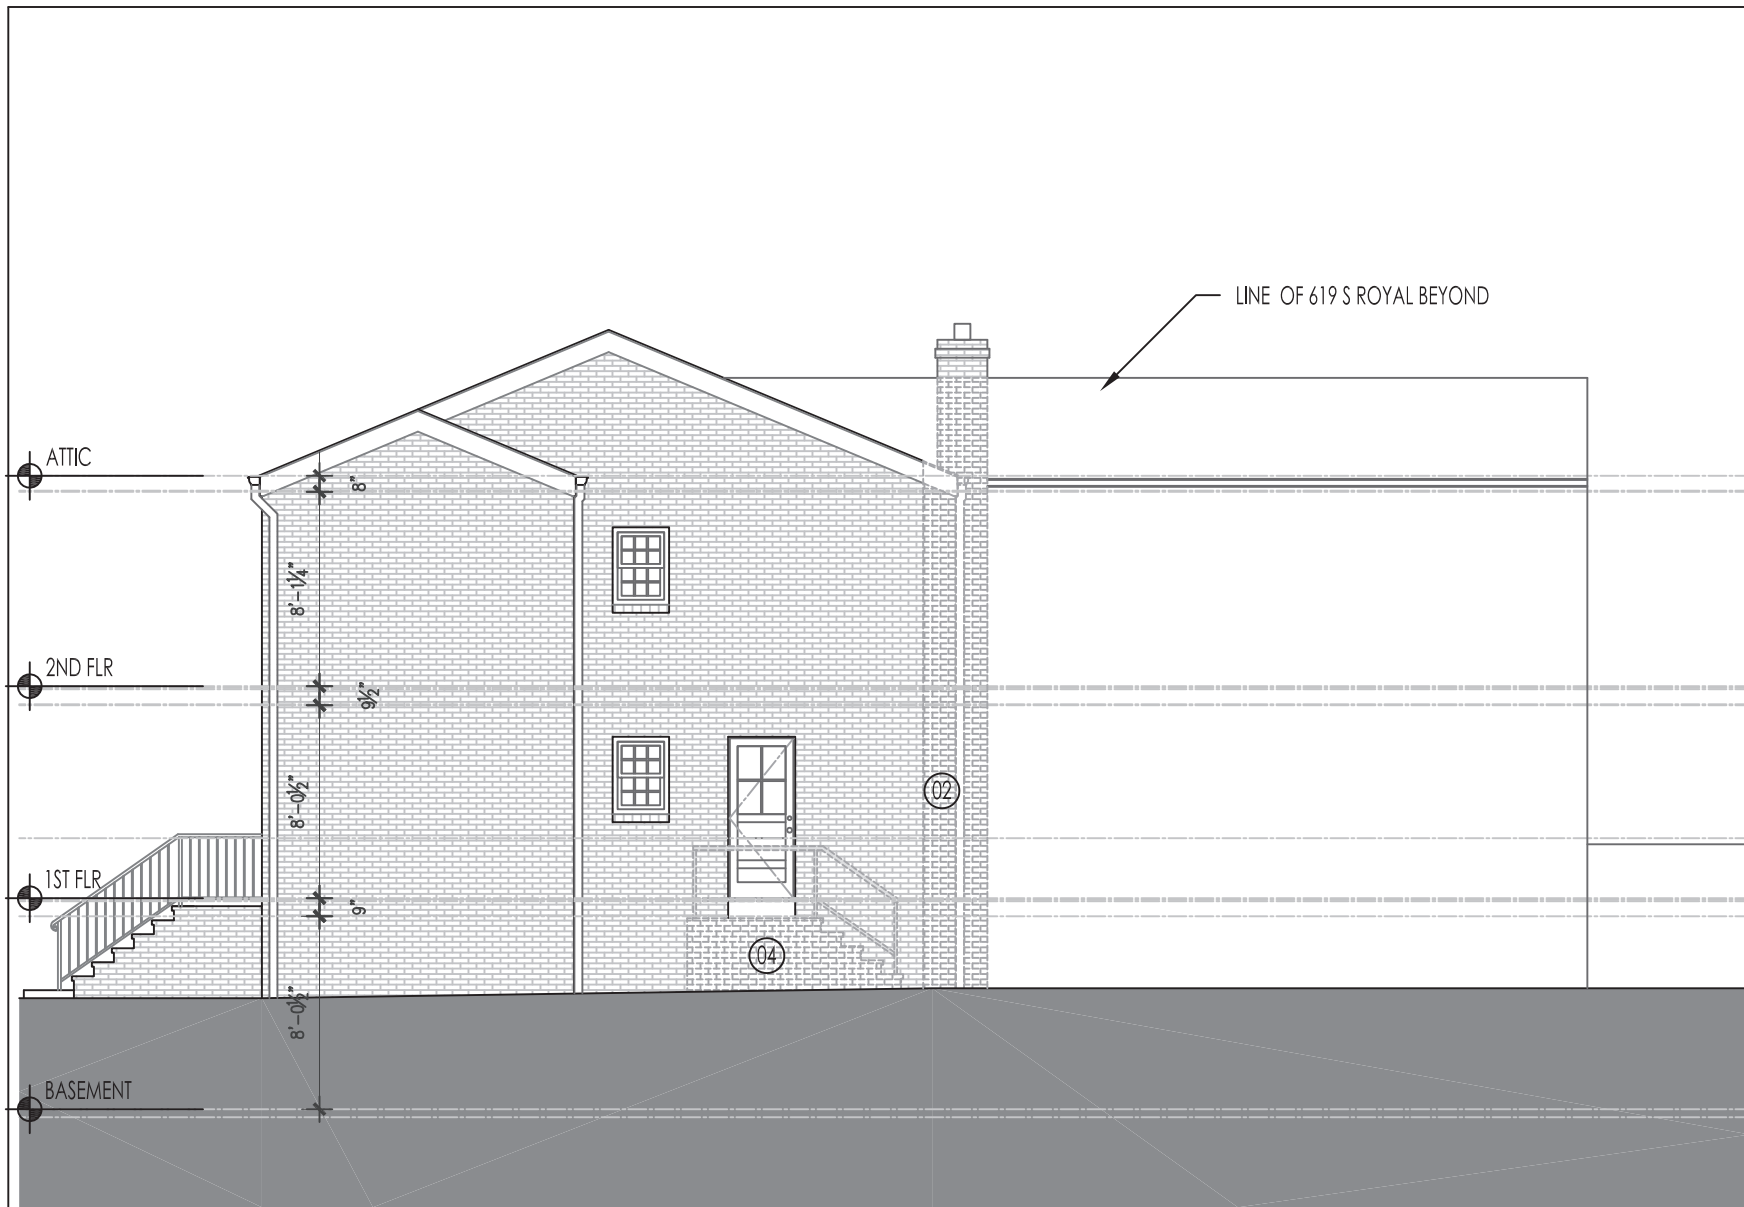 LINE OF 619 S ROYAL BEYOND
ATTIC
8"
8'-1¼"
2ND FLR
9½"
8'-0½"
02
1ST FLR
9"
04
8'-0½"
BASEMENT